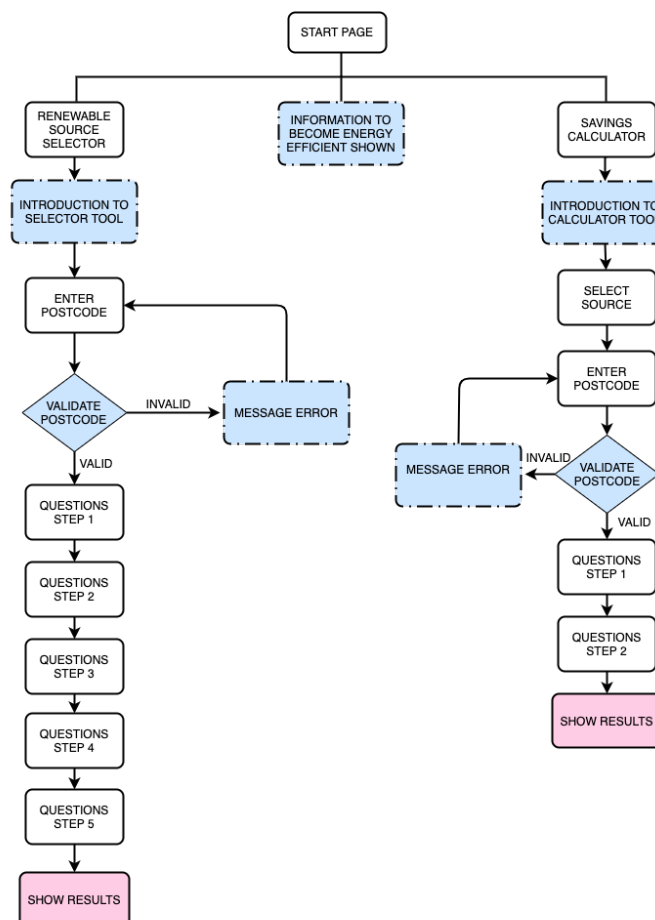 START PAGE
RENEWABLE
SOURCE
SELECTOR
INTRODUCTION TO
SELECTOR TOOL
ENTER
POSTCODE
VALIDATE
POSTCODE
INVALID
MESSAGE ERROR
VALID
QUESTIONS
STEP 1
QUESTIONS
STEP 2
QUESTIONS
STEP 3
QUESTIONS
STEP 4
QUESTIONS
STEP 5
SHOW RESULTS
INFORMATION TO
BECOME ENERGY
EFFICIENT SHOWN
SAVINGS
CALCULATOR
INTRODUCTION TO
CALCULATOR TOOL
SELECT
SOURCE
ENTER
POSTCODE
VALIDATE
POSTCODE
INVALID
MESSAGE ERROR
VALID
QUESTIONS
STEP 1
QUESTIONS
STEP 2
SHOW RESULTS